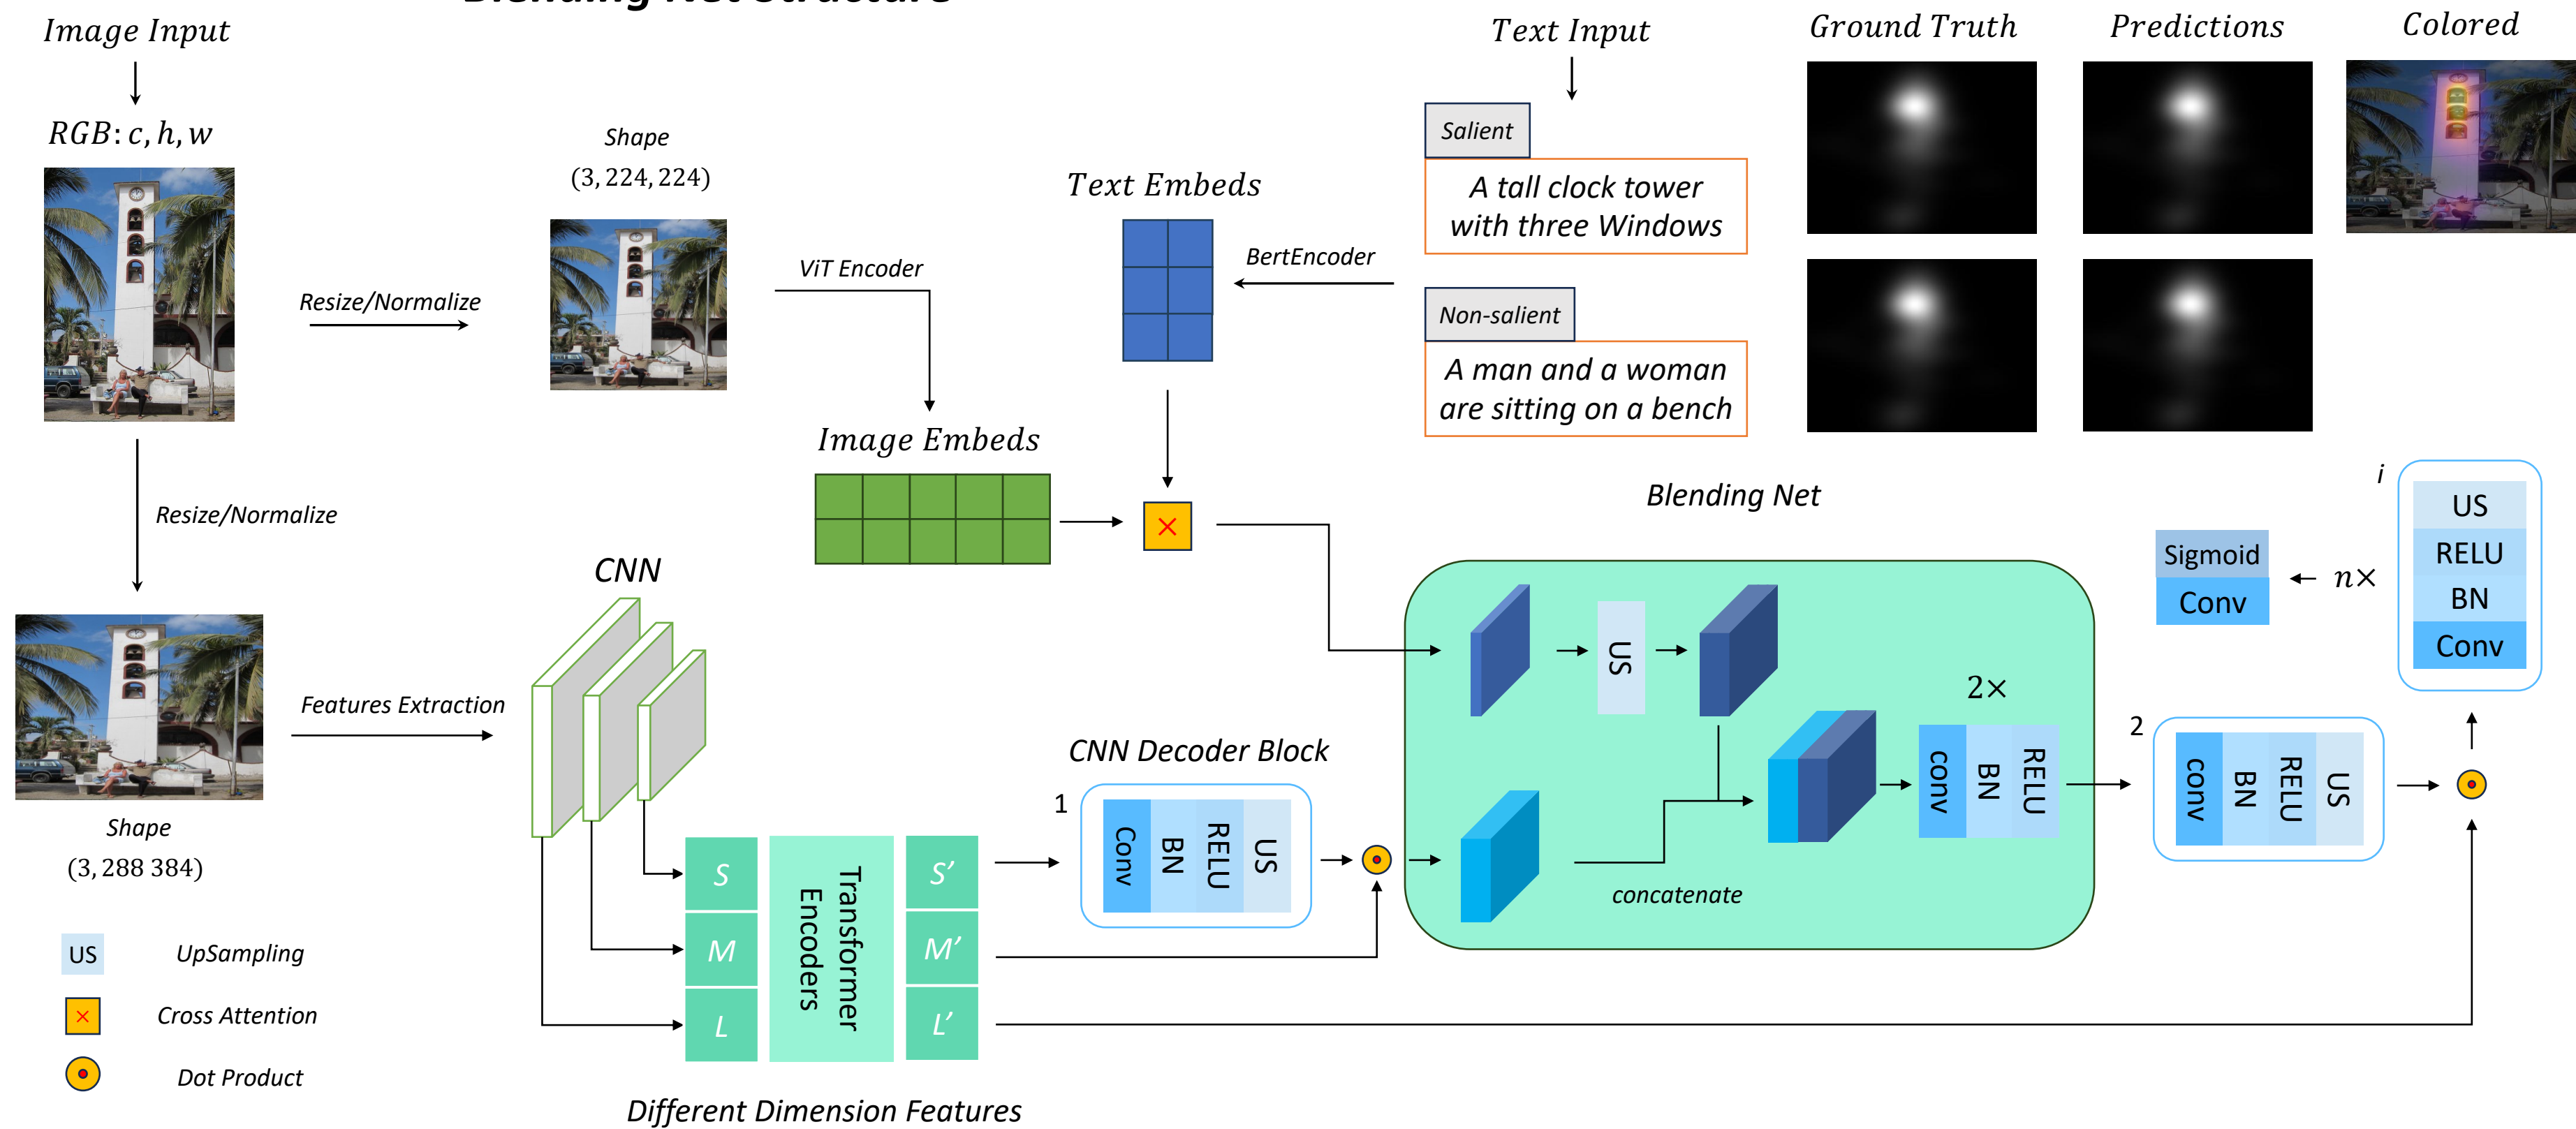 Blending Net Structure
Image Input
RGB: c, h, w
Resize/Normalize
Shape
(3, 224, 224)
ViT Encoder
Text Embeds
BertEncoder
Text Input
Salient
A tall clock tower
with three Windows
Non-salient
A man and a woman
are sitting on a bench
Ground Truth
Predictions
Colored
Image Embeds
×
Resize/Normalize
Shape
(3, 288 384)
Features Extraction
CNN
S
M
L
Transformer
Encoders
S'
M'
L'
Different Dimension Features
CNN Decoder Block
1
Conv
BN
RELU
US
Blending Net
US
concatenate
2×
conv
BN
RELU
2
conv
BN
RELU
US
i
US
RELU
BN
Conv
n×
Sigmoid
Conv
US
UpSampling
×
Cross Attention
Dot Product